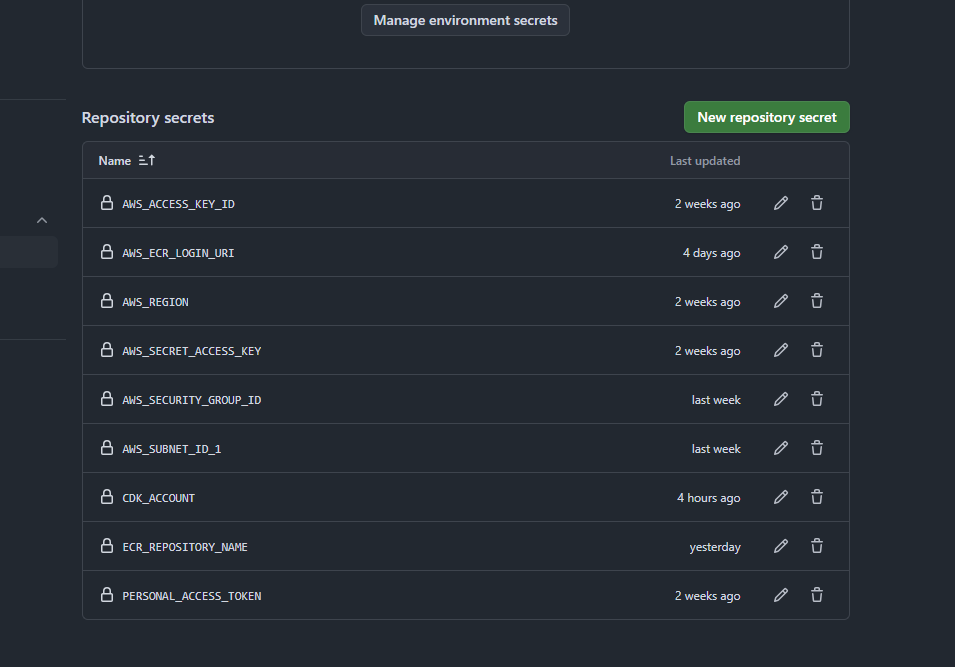 Manage environment secrets
Repository secrets
New repository secret
Name
Last updated
AWS_ACCESS_KEY_ID
2 weeks ago
AWS_ECR_LOGIN_URI
4 days ago
AWS_REGION
2 weeks ago
AWS_SECRET_ACCESS_KEY
2 weeks ago
AWS_SECURITY_GROUP_ID
last week
AWS_SUBNET_ID_1
last week
CDK_ACCOUNT
4 hours ago
ECR_REPOSITORY_NAME
yesterday
PERSONAL_ACCESS_TOKEN
2 weeks ago